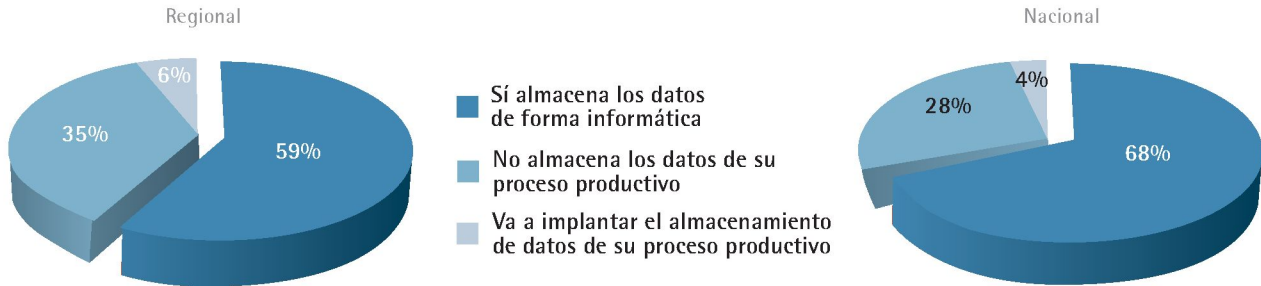 Regional
6%
35%
59%
Sí almacena los datos
de forma informática
No almacena los datos de su
proceso productivo
Va a implantar el almacenamiento
de datos de su proceso productivo
Nacional
4%
28%
68%